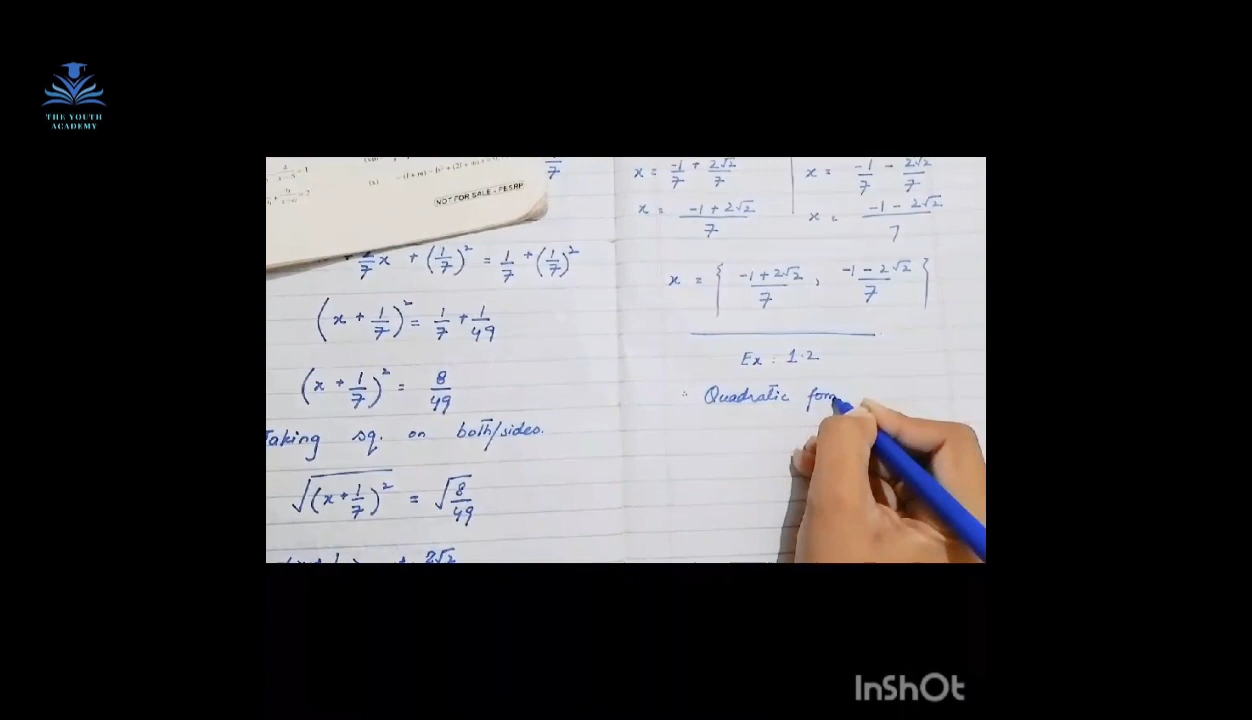 THE YOUTH
ACADEMY
NOT FOR SALE - PESRP
7x + (1/7)² = 1/7 + (1/7)²
(x + 1/7)² = 1/7 + 1/49
(x + 1/7)² = 8/49
Taking sq. on both/sides.
√(x+1/7)² = √8/49
2√2
x = -1/7 + 2√2/7
x = -1/7 - 2√2/7
x = -1 + 2√2/7
x = -1 - 2√2/7
x = { -1+2√2/7 , -1-2√2/7 }
Ex : 1.2
∴ Quadratic form
InShOt